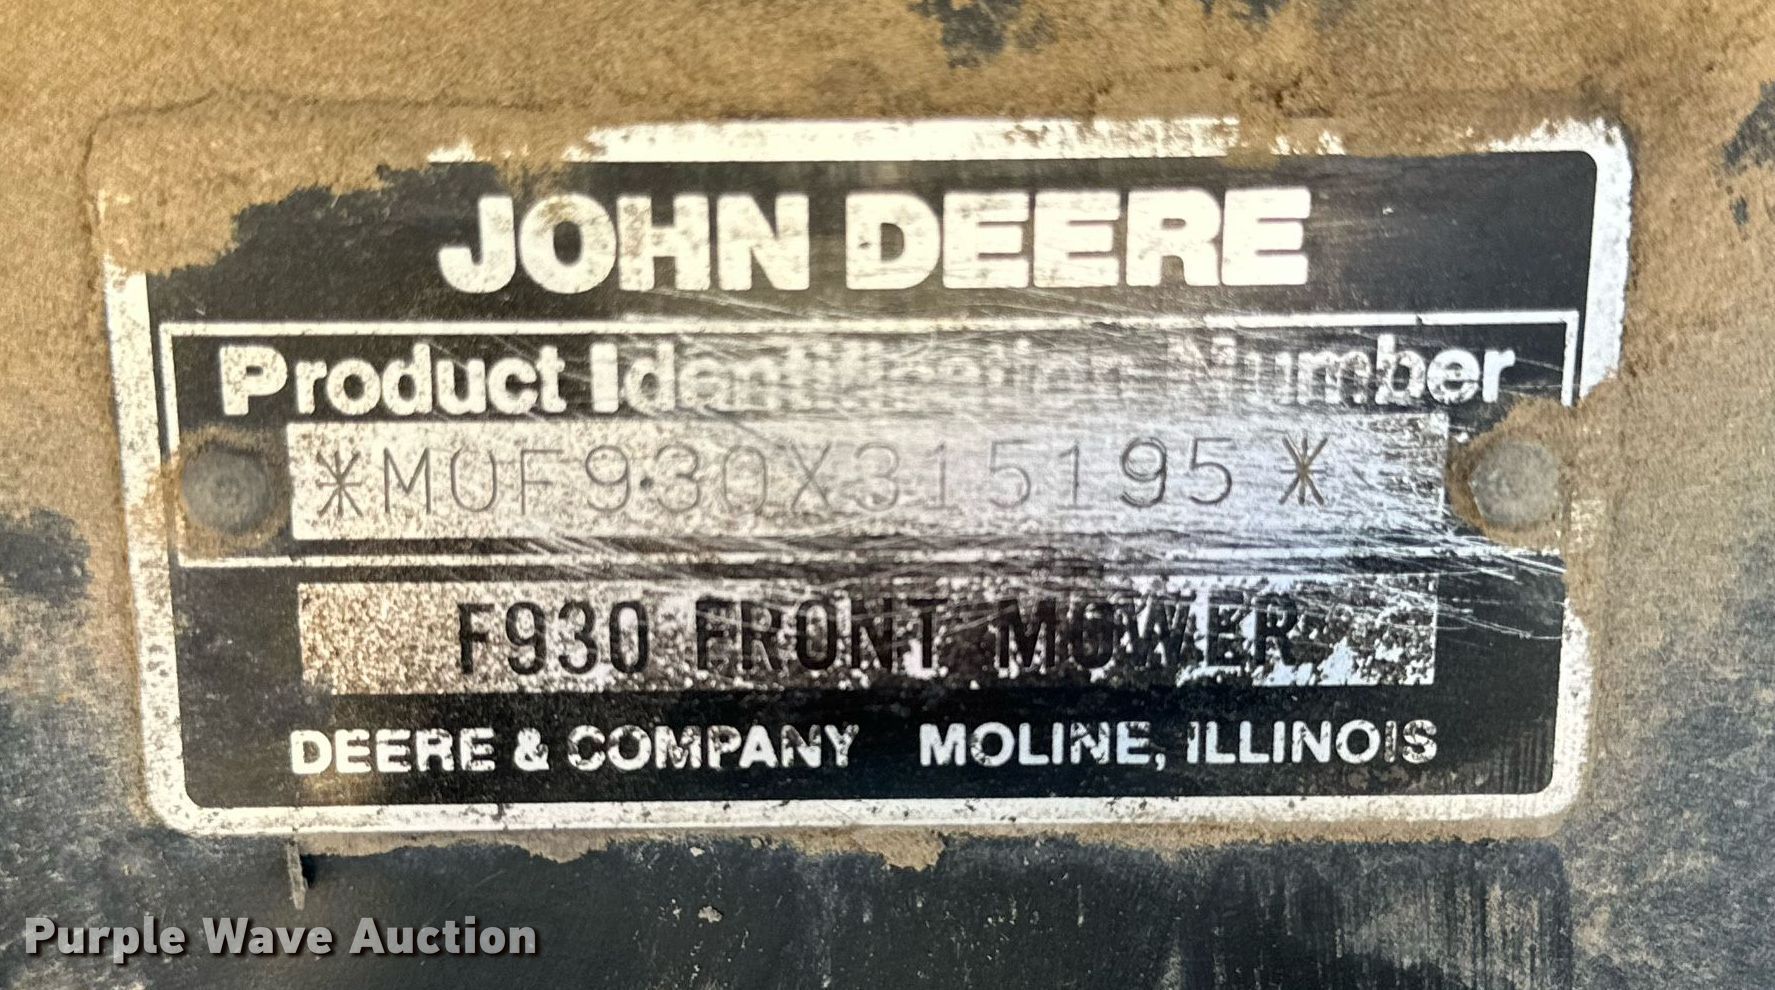 JOHN DEERE
Product Identification Number
*M0F930X315195*
F930 FRONT MOWER
DEERE & COMPANY MOLINE, ILLINOIS
Purple Wave Auction